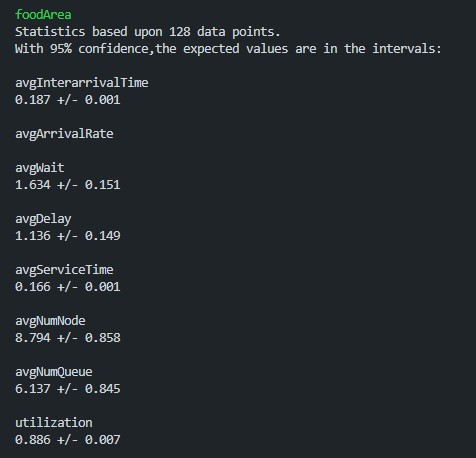 foodArea
Statistics based upon 128 data points.
With 95% confidence,the expected values are in the intervals:
avgInterarrivalTime
0.187 +/- 0.001
avgArrivalRate
avgWait
1.634 +/- 0.151
avgDelay
1.136 +/- 0.149
avgServiceTime
0.166 +/- 0.001
avgNumNode
8.794 +/- 0.858
avgNumQueue
6.137 +/- 0.845
utilization
0.886 +/- 0.007